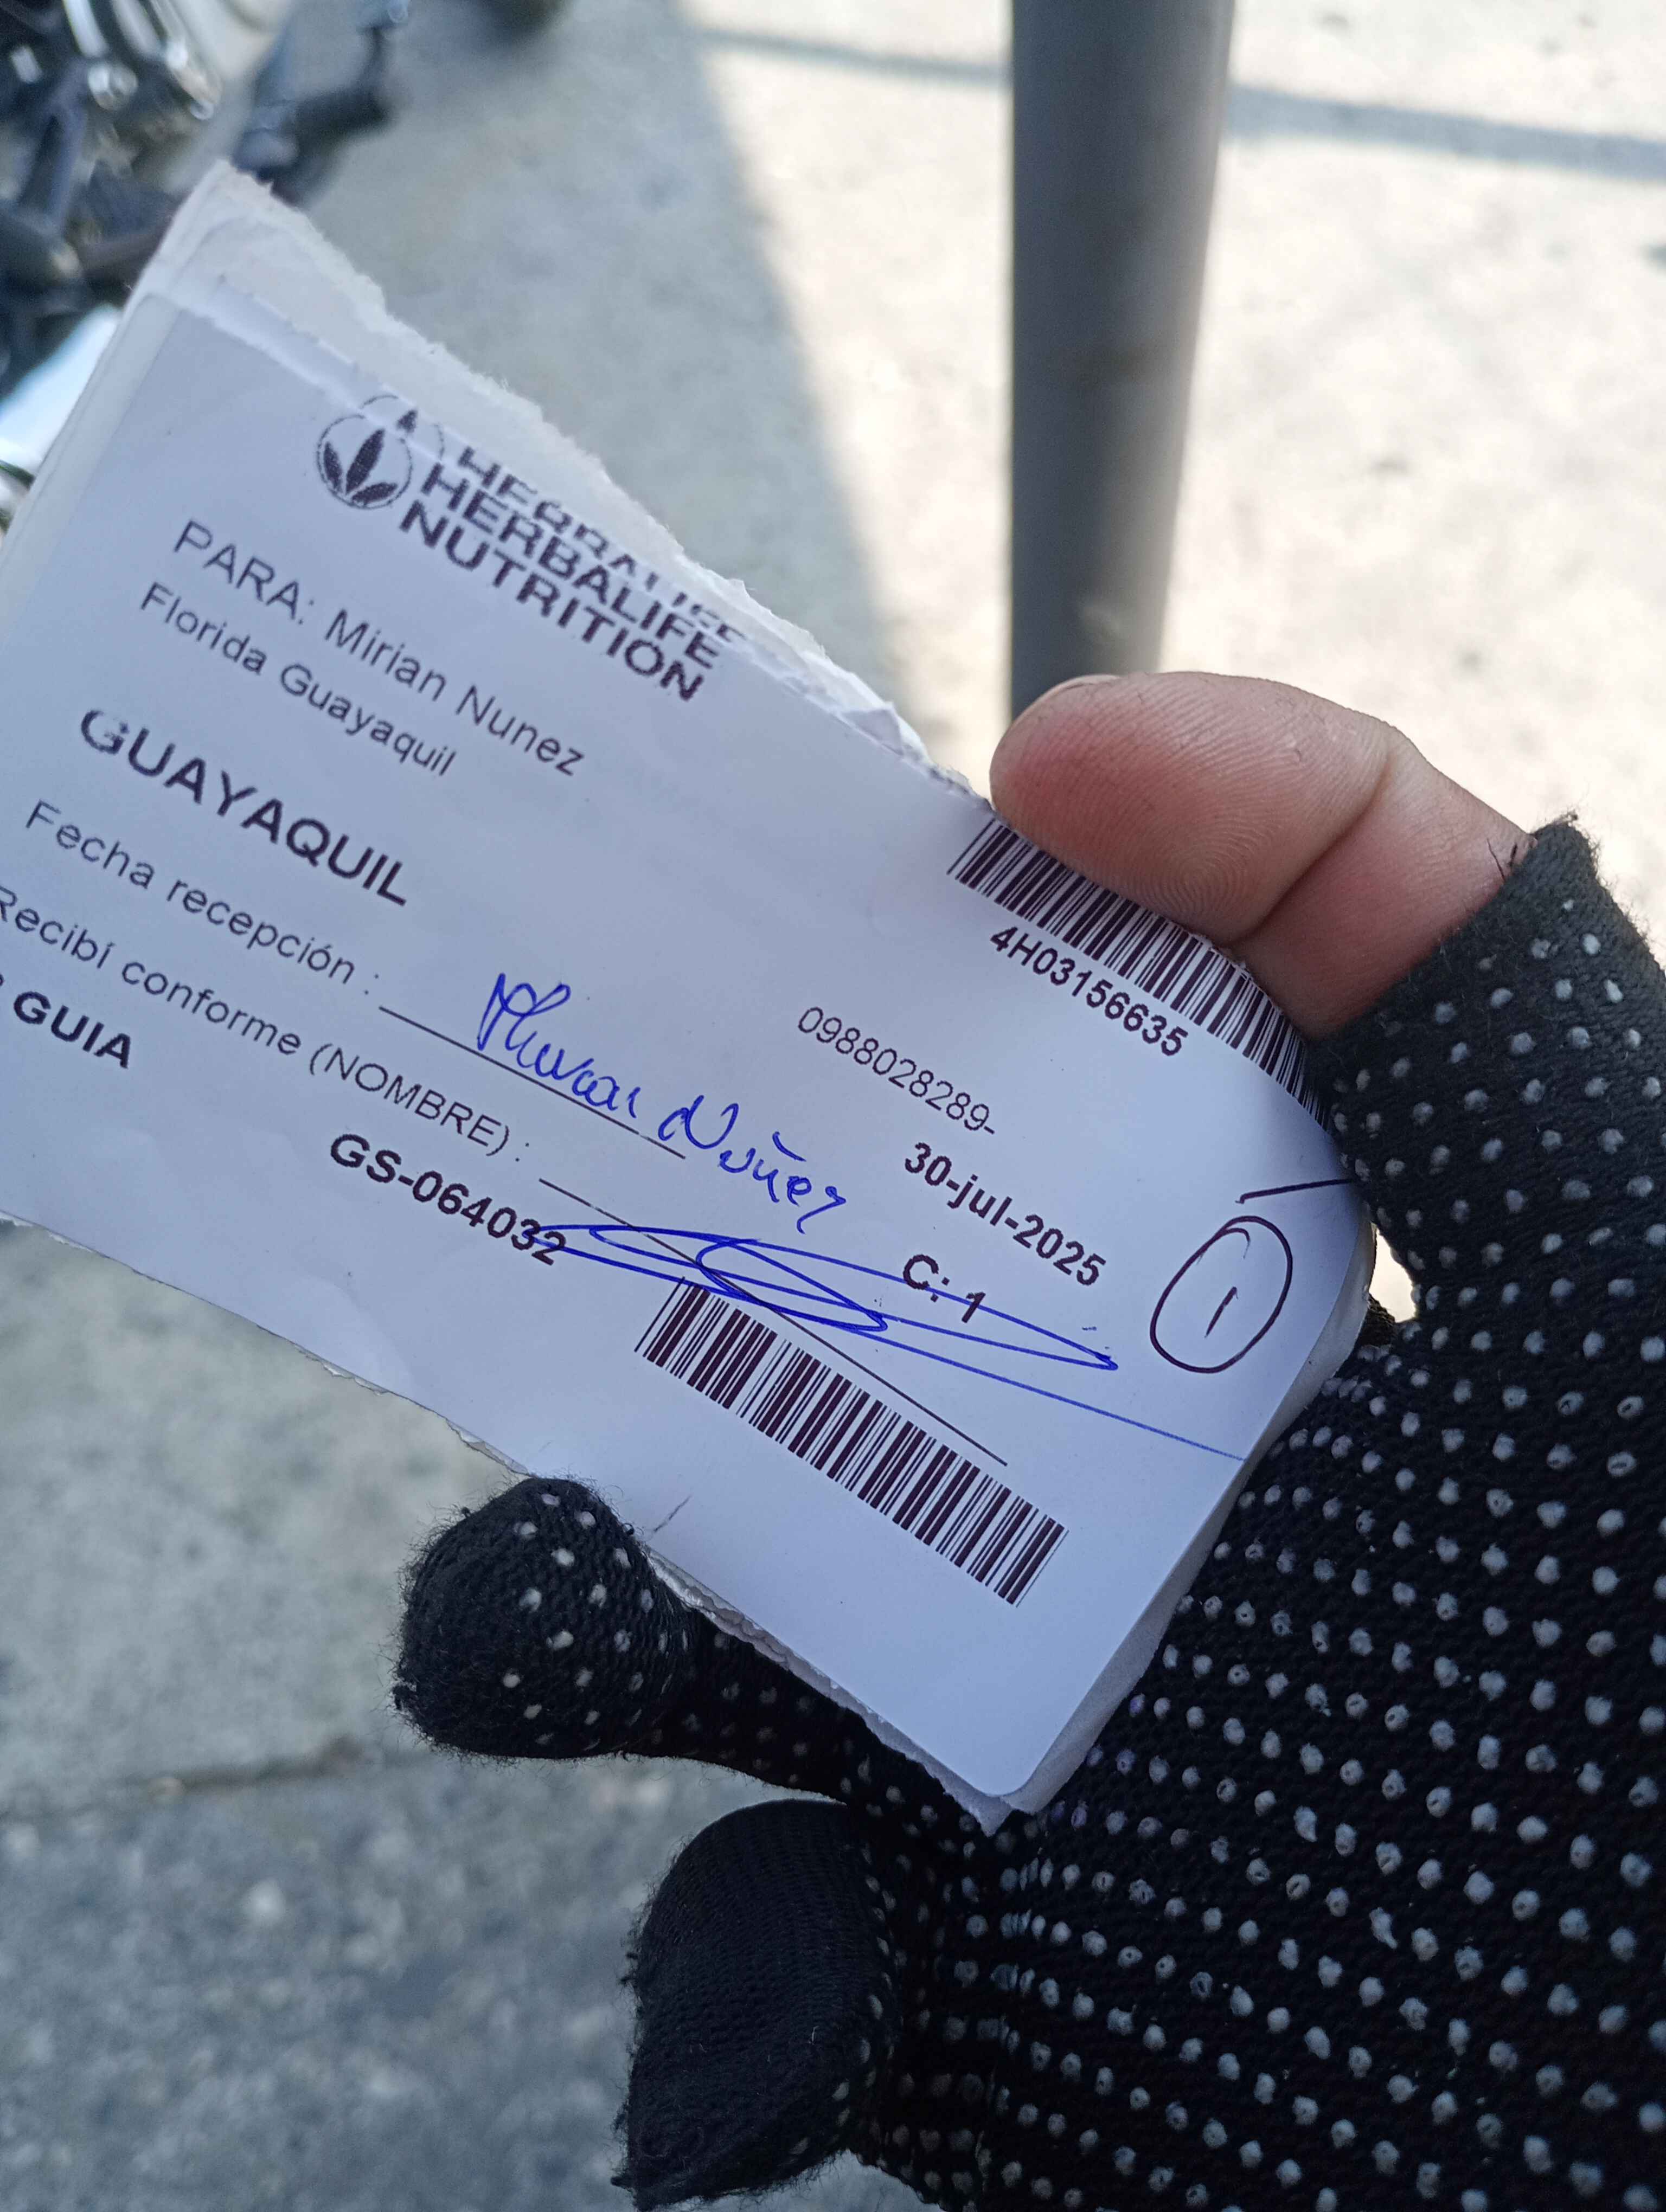 HERBALIFE
HERBALIFE
NUTRITION
4H03156635
PARA: Mirian Nunez
Florida Guayaquil
0988028289-
GUAYAQUIL
30-jul-2025
Fecha recepción :
Nuñez
C: 1
1
Recibí conforme (NOMBRE) :
GUIA
GS-064032